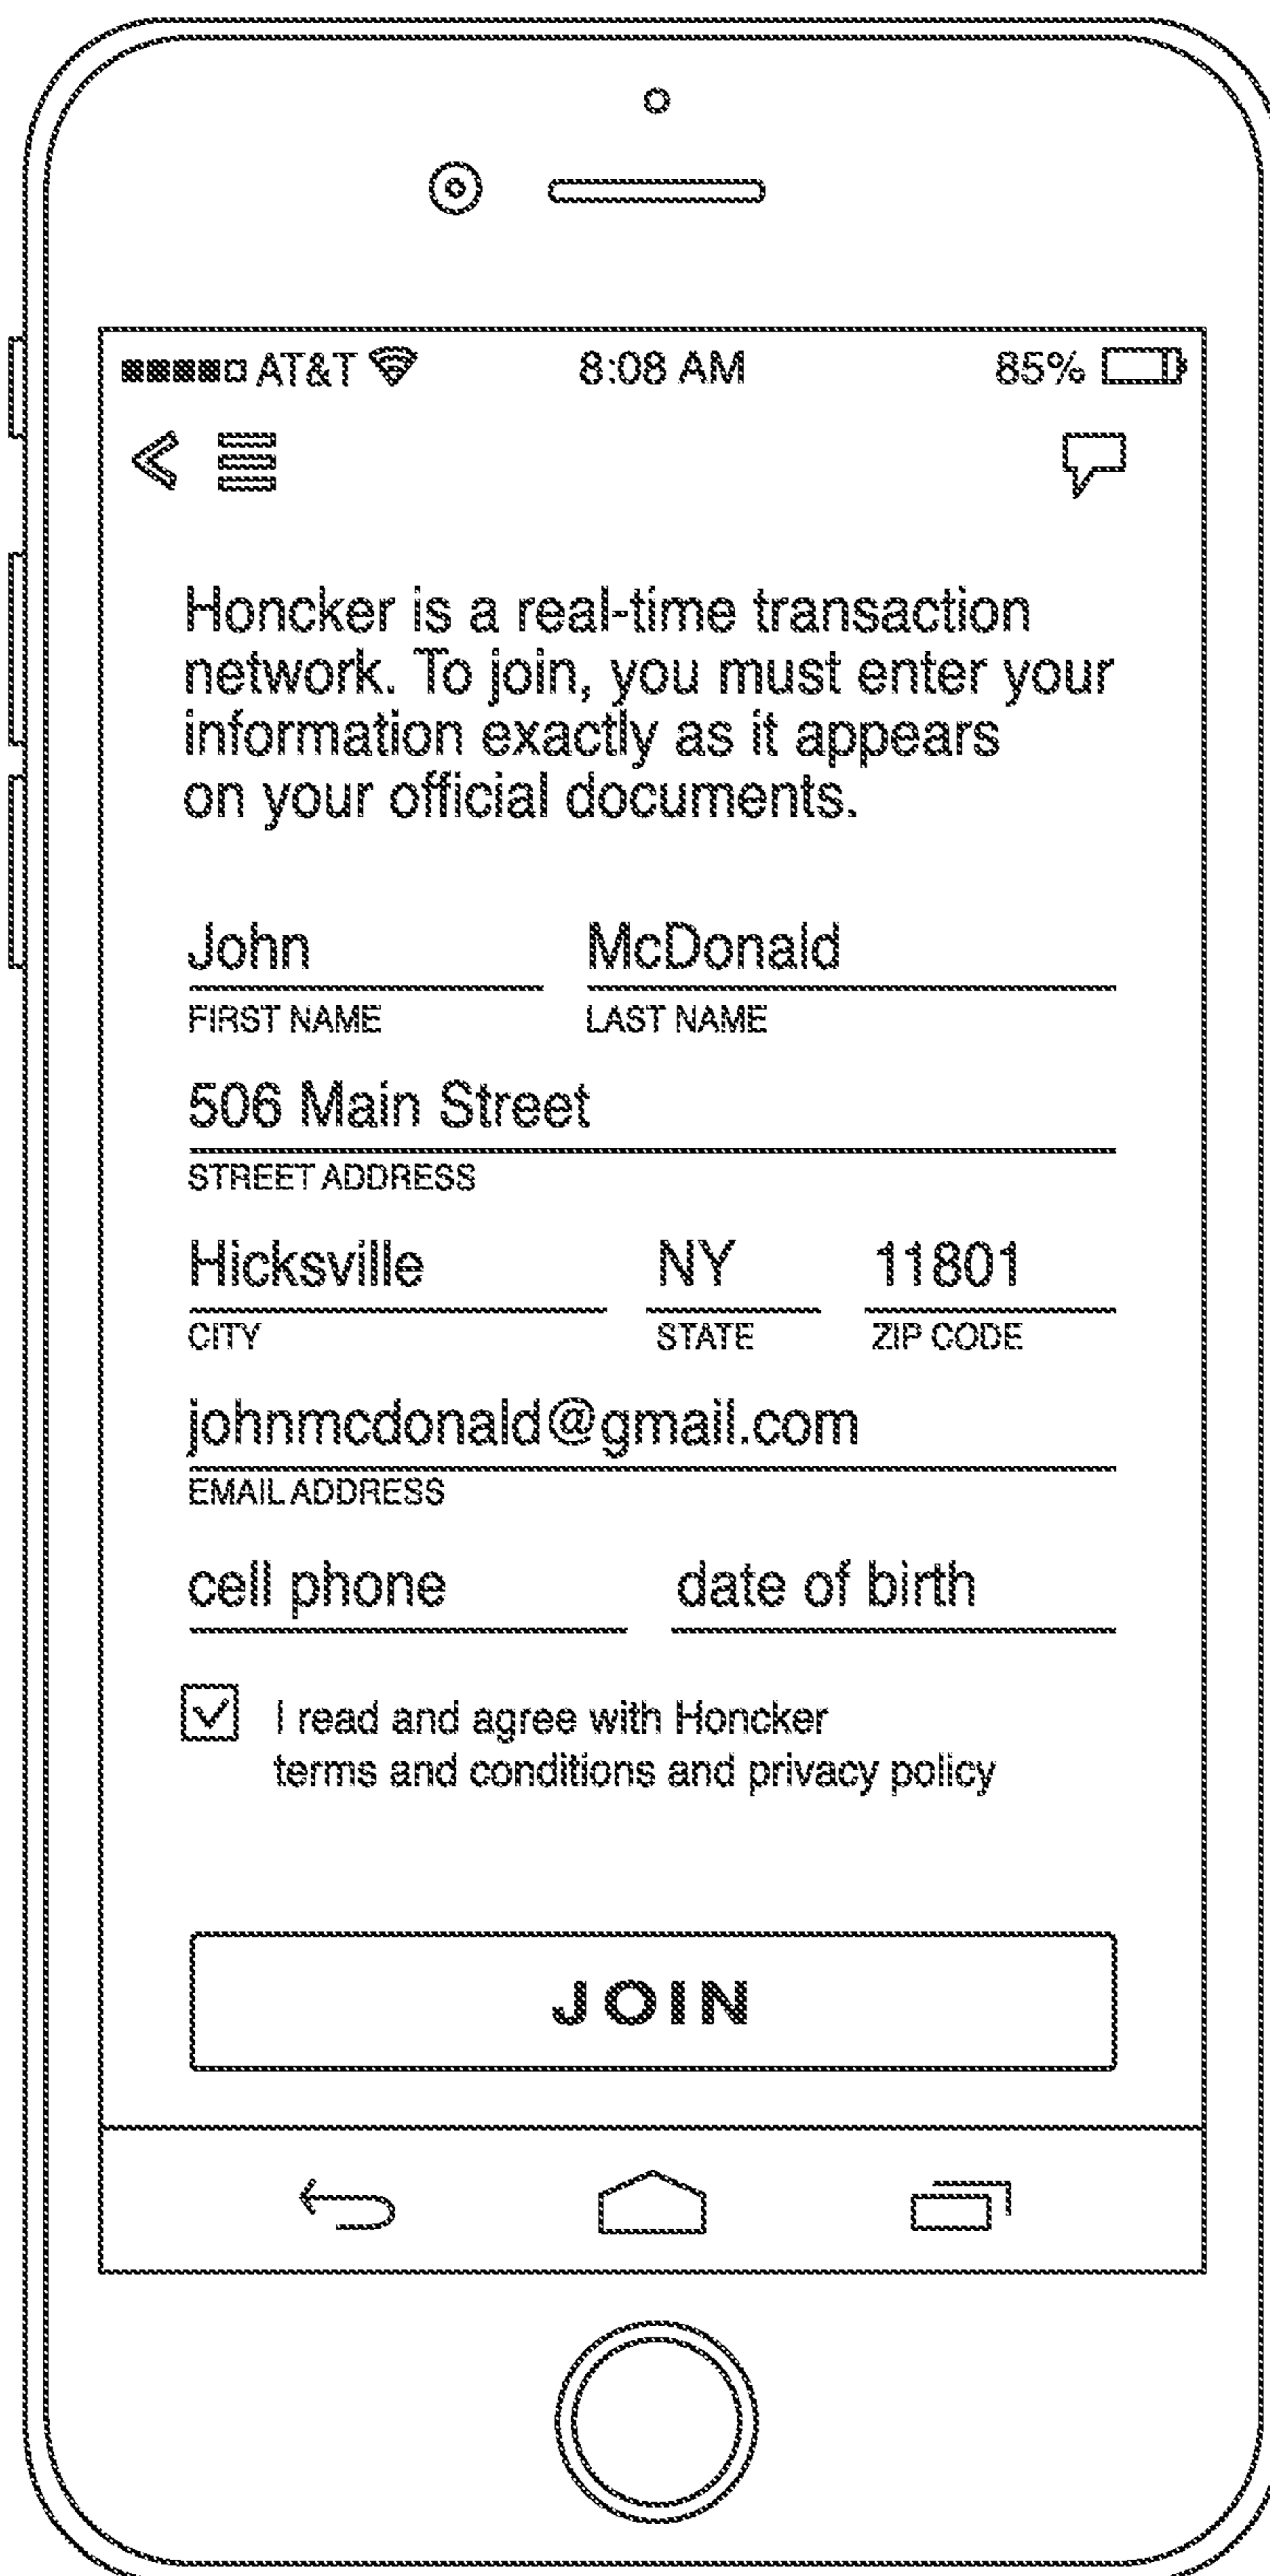 AT&T 8:08 AM 85%
Honcker is a real-time transaction
network. To join, you must enter your
information exactly as it appears
on your official documents.
John McDonald
FIRST NAME LAST NAME
506 Main Street
STREET ADDRESS
Hicksville NY 11801
CITY STATE ZIP CODE
johnmcdonald@gmail.com
EMAIL ADDRESS
cell phone date of birth
I read and agree with Honcker
terms and conditions and privacy policy
JOIN